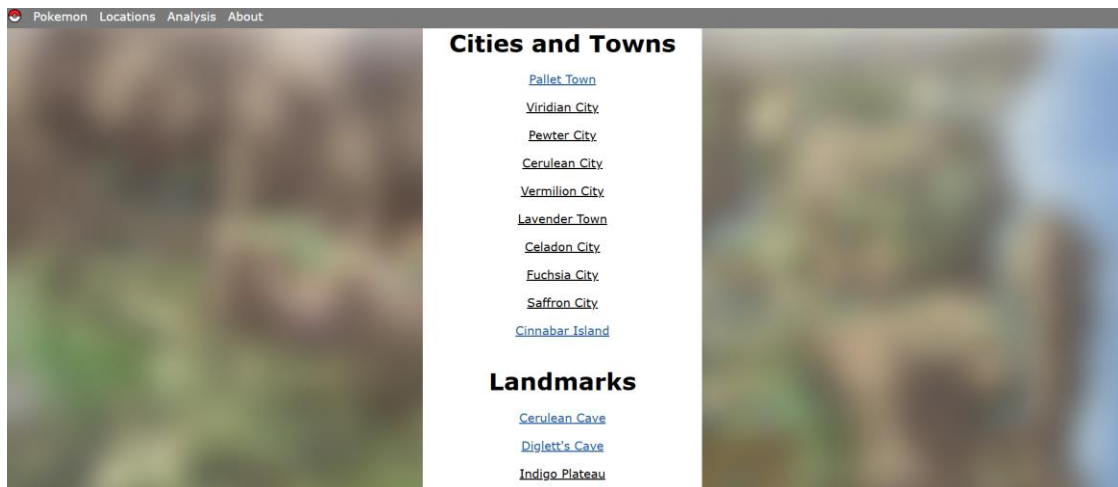 Pokemon Locations Analysis About
Cities and Towns
Pallet Town
Viridian City
Pewter City
Cerulean City
Vermilion City
Lavender Town
Celadon City
Fuchsia City
Saffron City
Cinnabar Island
Landmarks
Cerulean Cave
Diglett's Cave
Indigo Plateau